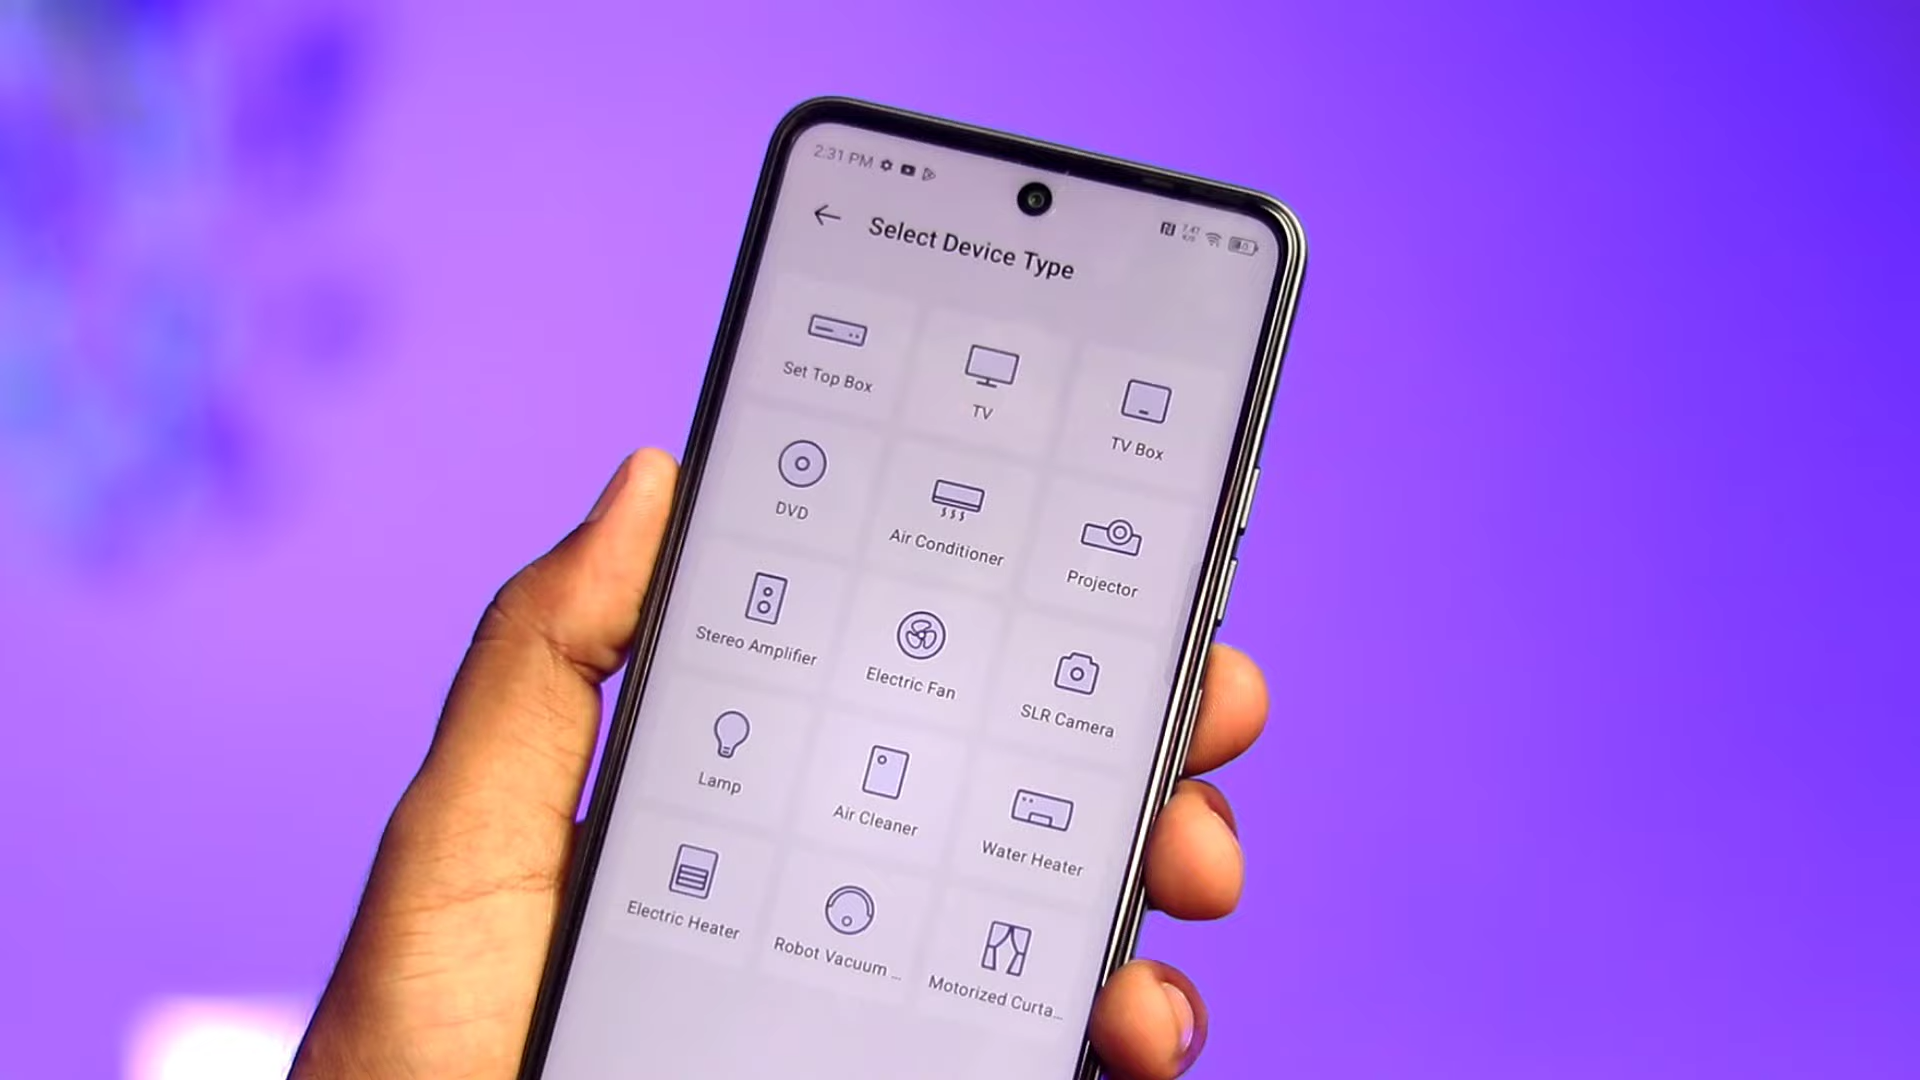 2:31 PM
Select Device Type
Set Top Box
TV
TV Box
DVD
Air Conditioner
Projector
Stereo Amplifier
Electric Fan
SLR Camera
Lamp
Air Cleaner
Water Heater
Electric Heater
Robot Vacuum ...
Motorized Curta...